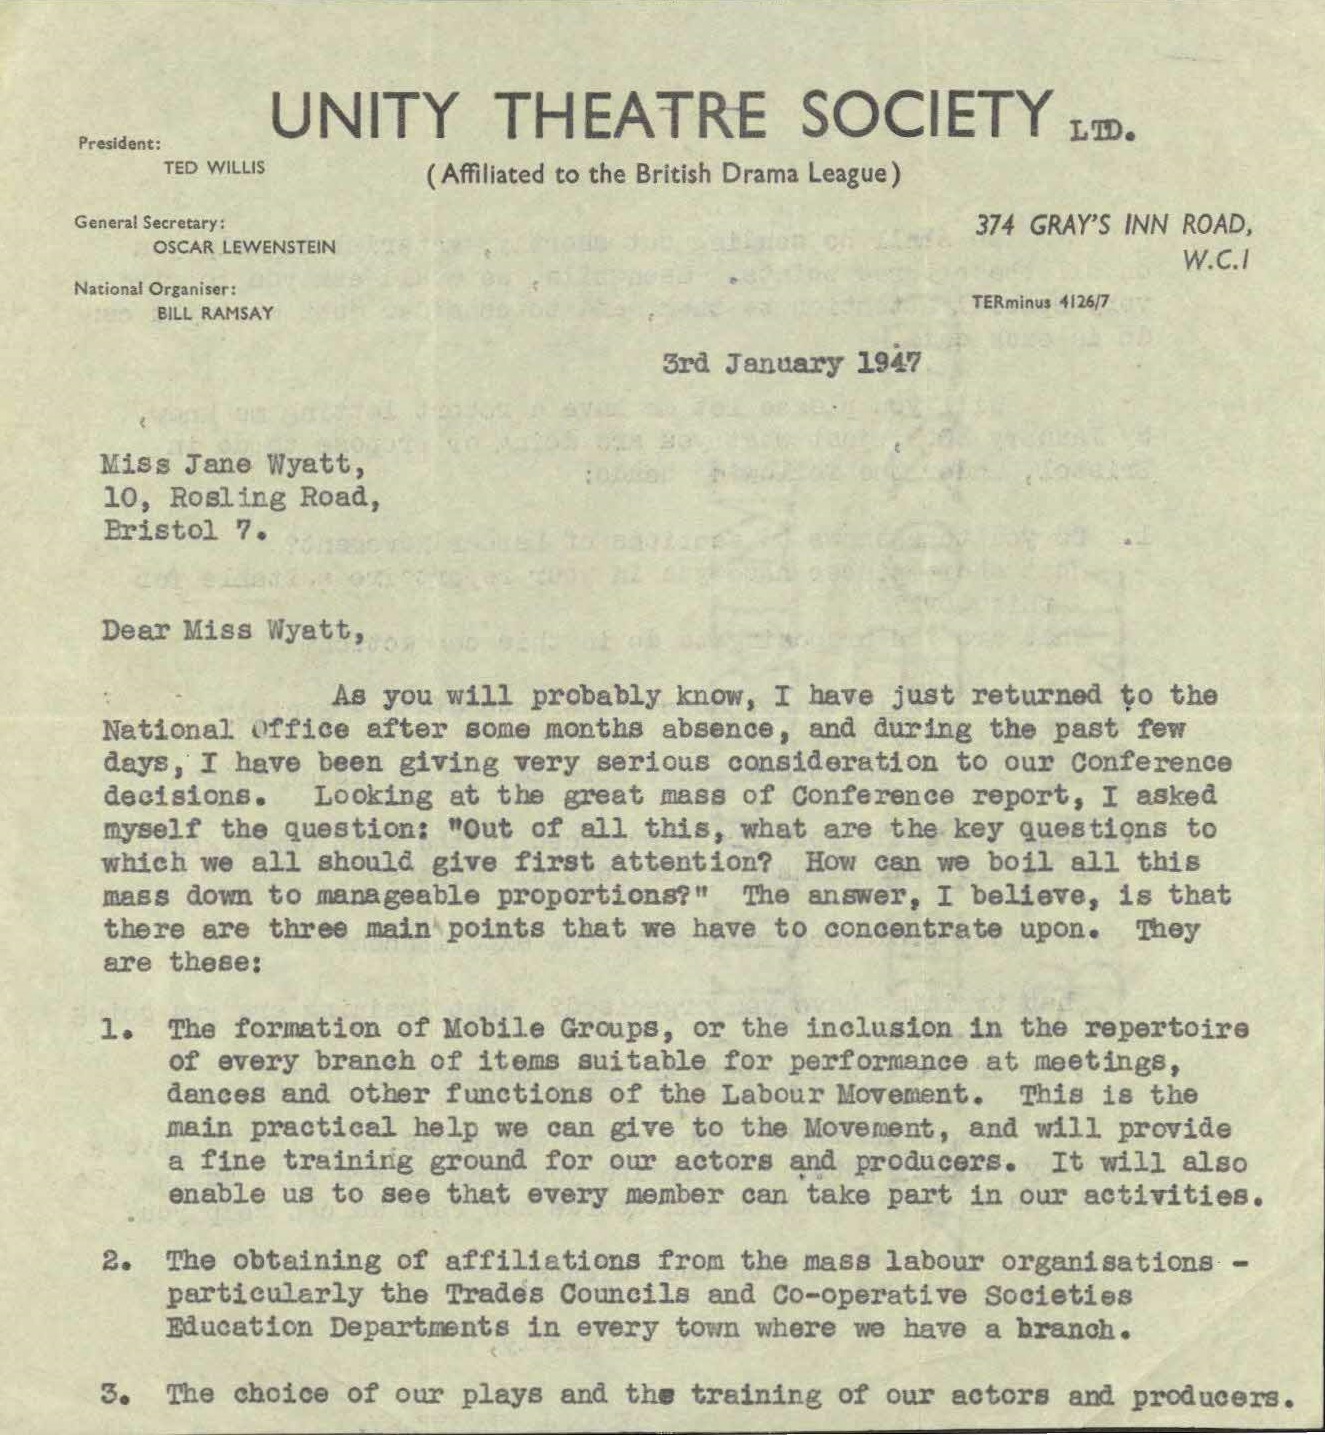 UNITY THEATRE SOCIETY LTD.
(Affiliated to the British Drama League)
President:
TED WILLIS
General Secretary:
OSCAR LEWENSTEIN
National Organiser:
BILL RAMSAY
374 GRAY'S INN ROAD,
W.C.1
TERminus 4126/7
3rd January 1947
Miss Jane Wyatt,
10, Rosling Road,
Bristol 7.
Dear Miss Wyatt,
As you will probably know, I have just returned to the
National Office after some months absence, and during the past few
days, I have been giving very serious consideration to our Conference
decisions. Looking at the great mass of Conference report, I asked
myself the question: "Out of all this, what are the key questions to
which we all should give first attention? How can we boil all this
mass down to manageable proportions?" The answer, I believe, is that
there are three main points that we have to concentrate upon. They
are these:
1. The formation of Mobile Groups, or the inclusion in the repertoire
of every branch of items suitable for performance at meetings,
dances and other functions of the Labour Movement. This is the
main practical help we can give to the Movement, and will provide
a fine training ground for our actors and producers. It will also
enable us to see that every member can take part in our activities.
2. The obtaining of affiliations from the mass labour organisations -
particularly the Trades Councils and Co-operative Societies
Education Departments in every town where we have a branch.
3. The choice of our plays and the training of our actors and producers.